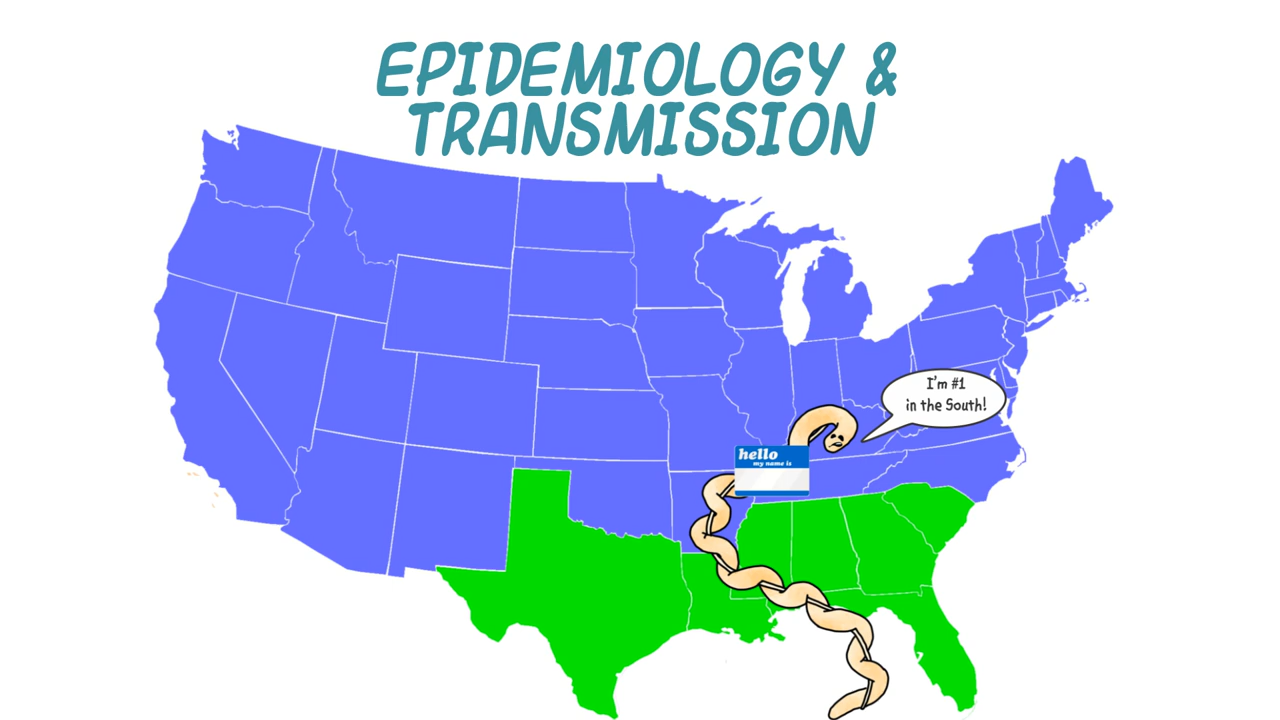 EPIDEMIOLOGY &
TRANSMISSION
I'm #1
in the South!
hello
my name is